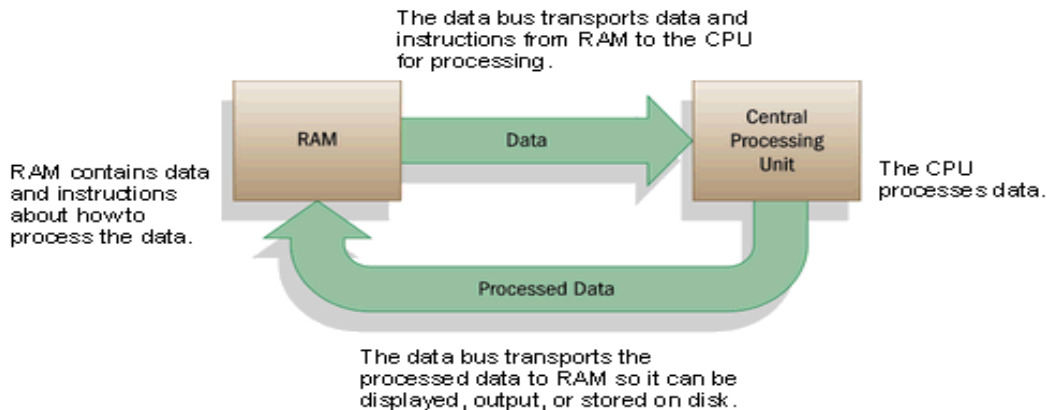 The data bus transports data and
instructions from RAM to the CPU
for processing.
RAM
Data
Central
Processing
Unit
RAM contains data
and instructions
about howto
process the data.
The CPU
processes data.
Processed Data
The data bus transports the
processed data to RAM so it can be
displayed, output, or stored on disk.